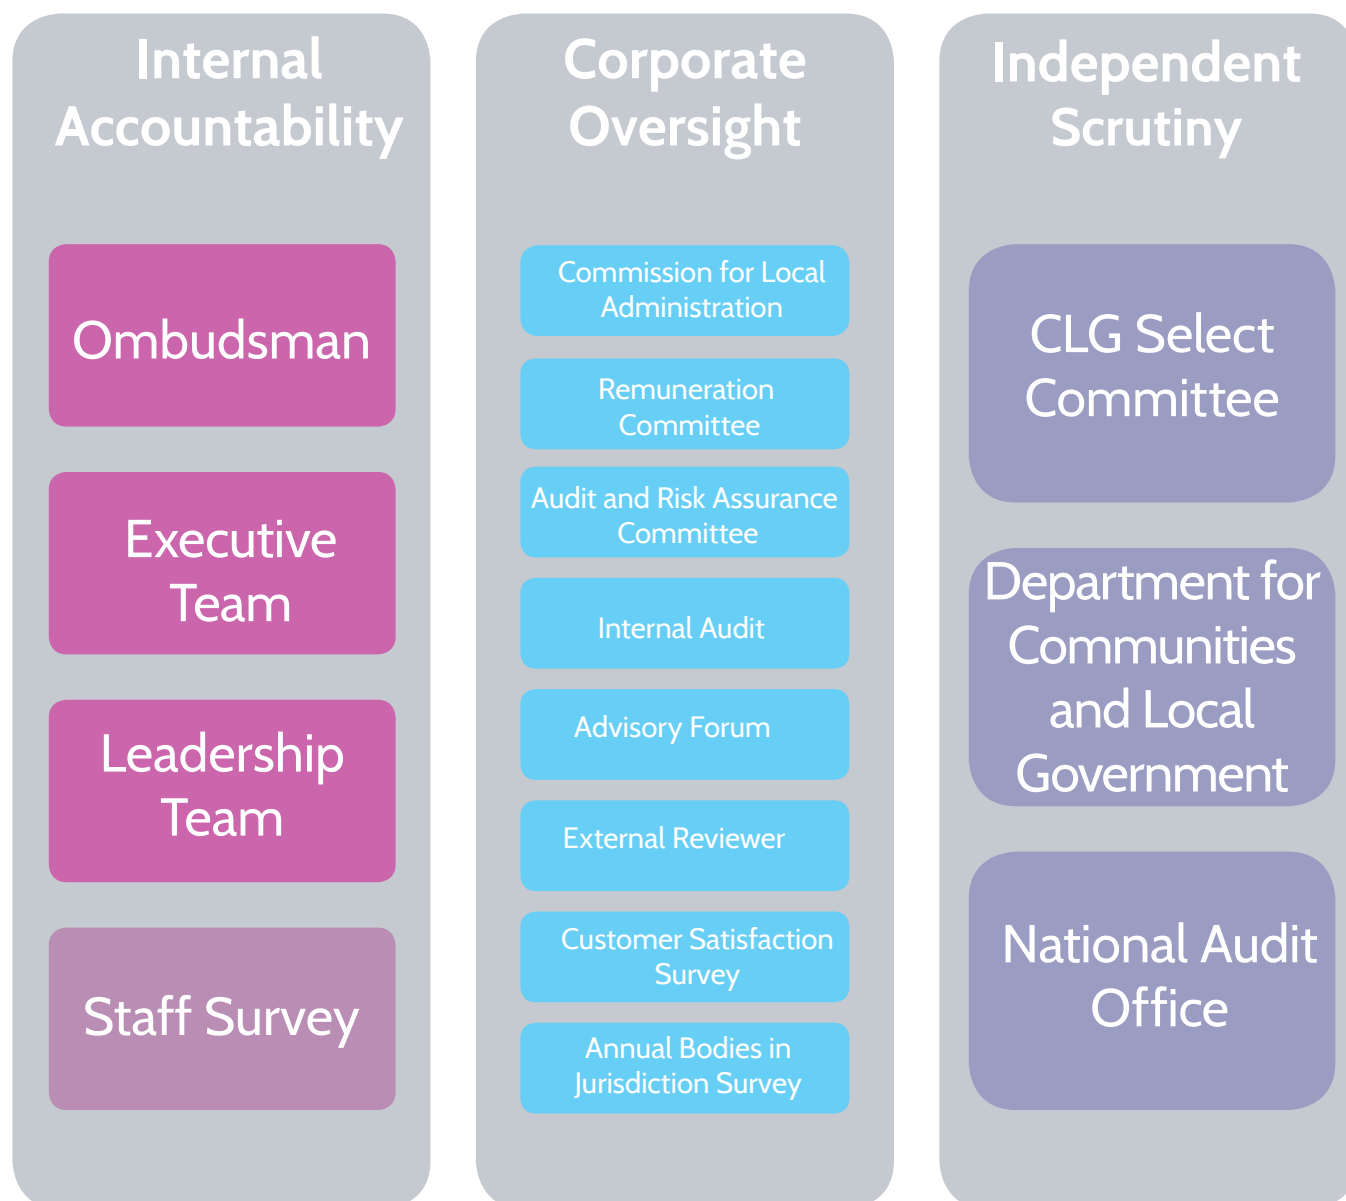 Internal
Accountability
Ombudsman
Executive
Team
Leadership
Team
Staff Survey
Corporate
Oversight
Commission for Local
Administration
Remuneration
Committee
Audit and Risk Assurance
Committee
Internal Audit
Advisory Forum
External Reviewer
Customer Satisfaction
Survey
Annual Bodies in
Jurisdiction Survey
Independent
Scrutiny
CLG Select
Committee
Department for
Communities
and Local
Government
National Audit
Office